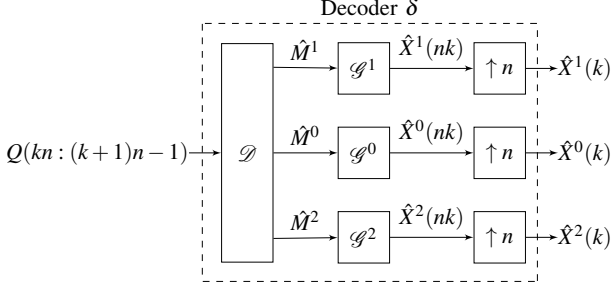 Decoder δ
M̂¹ 𝒢¹ X̂¹(nk) ↑n X̂¹(k)
Q(kn : (k+1)n−1) 𝒟 M̂⁰ 𝒢⁰ X̂⁰(nk) ↑n X̂⁰(k)
M̂² 𝒢² X̂²(nk) ↑n X̂²(k)